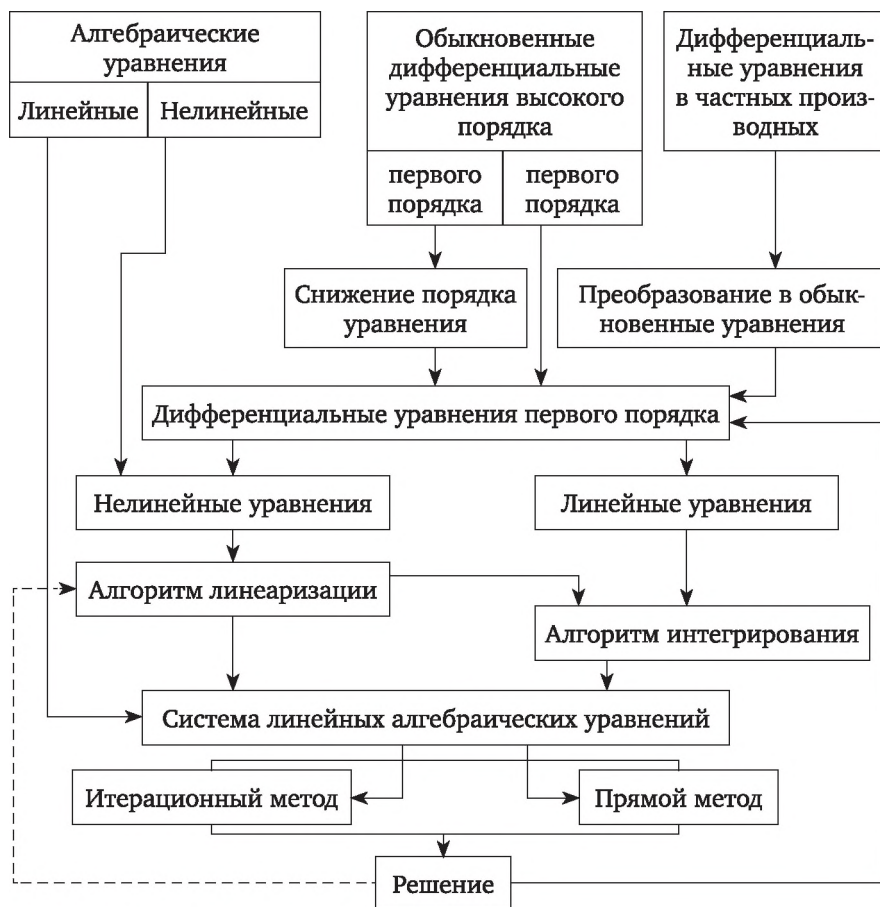 Алгебраические
уравнения
Линейные
Нелинейные
Обыкновенные
дифференциальные
уравнения высокого
порядка
первого
порядка
первого
порядка
Дифференциаль-
ные уравнения
в частных произ-
водных
Снижение порядка
уравнения
Преобразование в обык-
новенные уравнения
Дифференциальные уравнения первого порядка
Нелинейные уравнения
Линейные уравнения
Алгоритм линеаризации
Алгоритм интегрирования
Система линейных алгебраических уравнений
Итерационный метод
Прямой метод
Решение